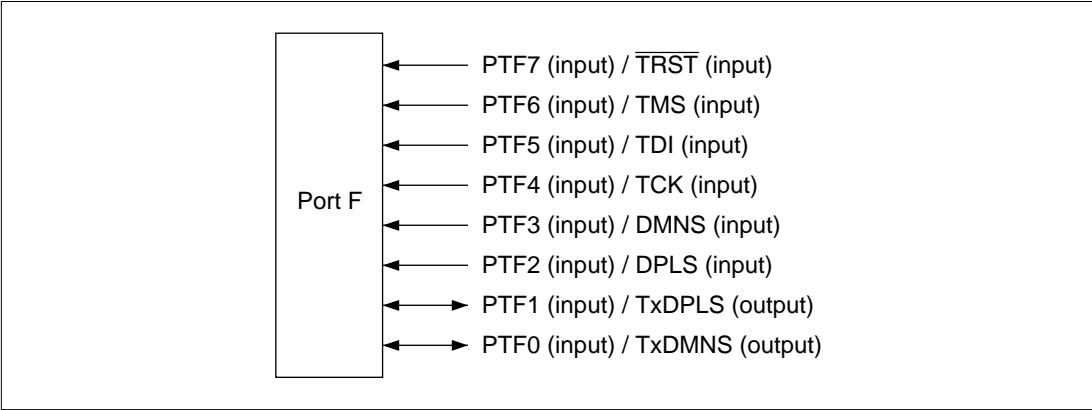 PTF7 (input) / T̅R̅S̅T̅ (input)
PTF6 (input) / TMS (input)
PTF5 (input) / TDI (input)
PTF4 (input) / TCK (input)
Port F
PTF3 (input) / DMNS (input)
PTF2 (input) / DPLS (input)
PTF1 (input) / TxDPLS (output)
PTF0 (input) / TxDMNS (output)